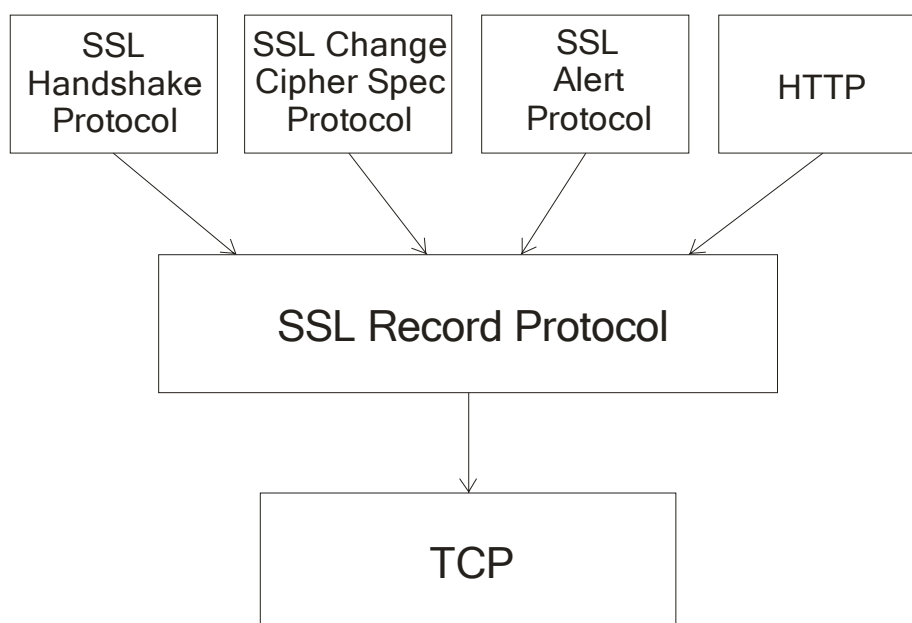 SSL
Handshake
Protocol
SSL Change
Cipher Spec
Protocol
SSL
Alert
Protocol
HTTP
SSL Record Protocol
TCP